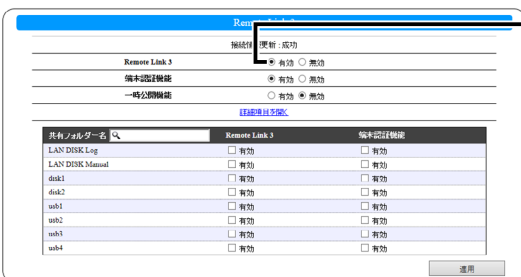 Remote Link 3
接続情報更新 : 成功
Remote Link 3 有効 無効
端末認証機能 有効 無効
一時公開機能 有効 無効
詳細項目を開く
共有フォルダー名 Remote Link 3 端末認証機能
LAN DISK Log 有効 有効
LAN DISK Manual 有効 有効
disk1 有効 有効
disk2 有効 有効
usb1 有効 有効
usb2 有効 有効
usb3 有効 有効
usb4 有効 有効
適用